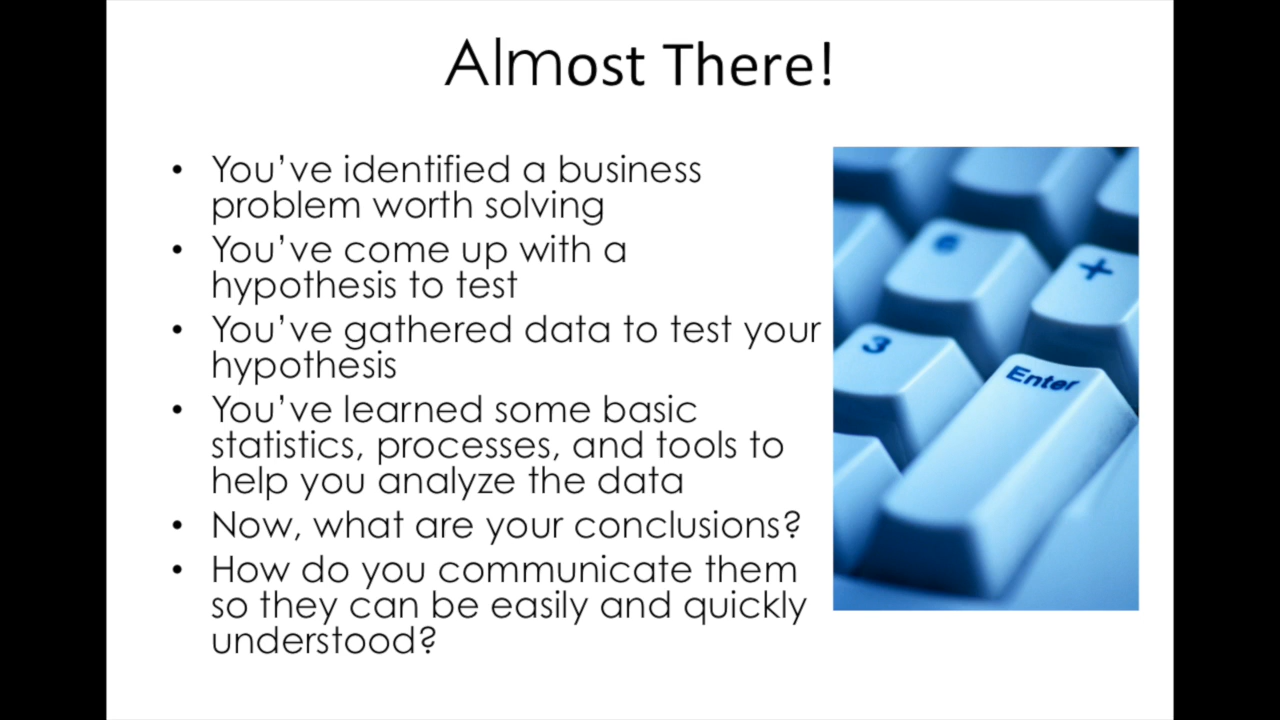 Almost There!
• You’ve identified a business
problem worth solving
• You’ve come up with a
hypothesis to test
• You’ve gathered data to test your
hypothesis
• You’ve learned some basic
statistics, processes, and tools to
help you analyze the data
• Now, what are your conclusions?
• How do you communicate them
so they can be easily and quickly
understood?
6
+
3
Enter